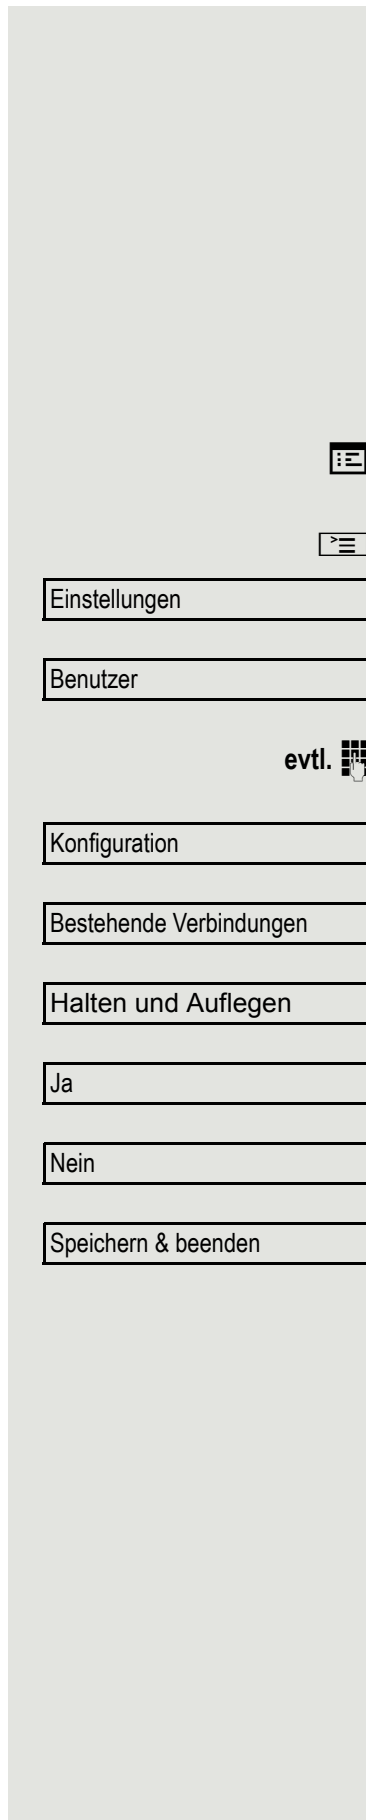 Einstellungen
Benutzer
evtl.
Konfiguration
Bestehende Verbindungen
Halten und Auflegen
Ja
Nein
Speichern & beenden